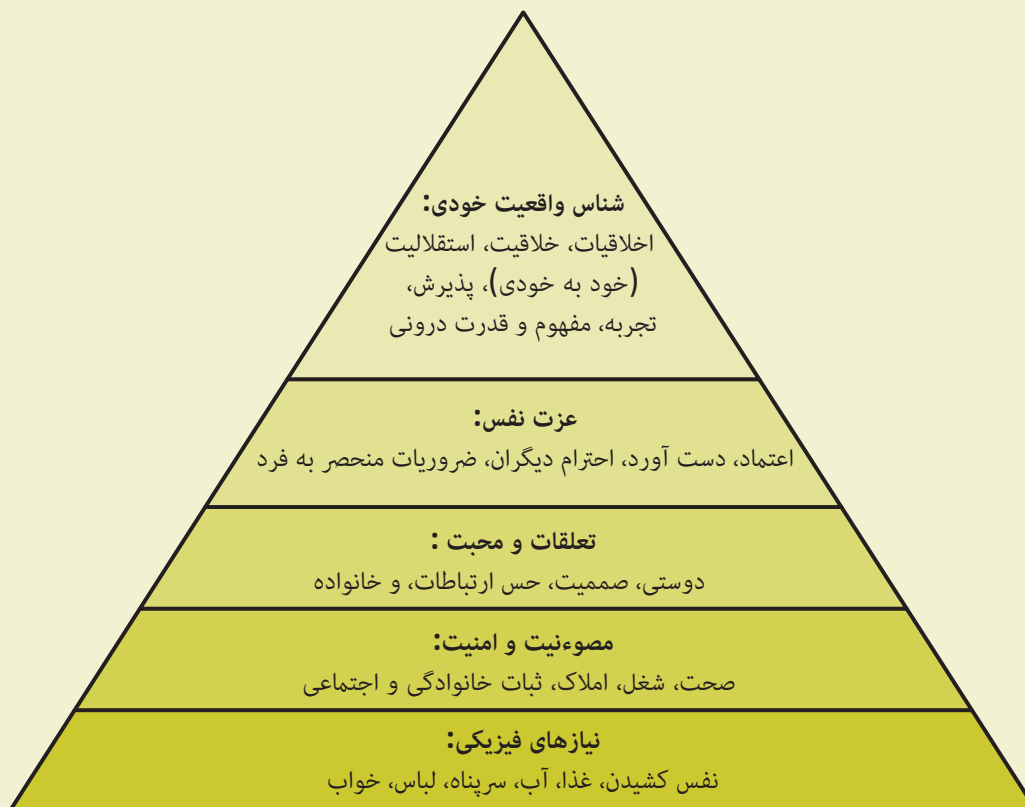 شناس واقعیت خودی:
اخلاقیات، خلاقیت، استقلالیت
(خود به خودی)، پذیرش،
تجربه، مفهوم و قدرت درونی
عزت نفس:
اعتماد، دست آورد، احترام دیگران، ضروریات منحصر به فرد
تعلقات و محبت :
دوستی، صممیت، حس ارتباطات، و خانواده
مصوءنیت و امنیت:
صحت، شغل، املاک، ثبات خانوادگی و اجتماعی
نیازهای فیزیکی:
نفس کشیدن، غذا، آب، سرپناه، لباس، خواب